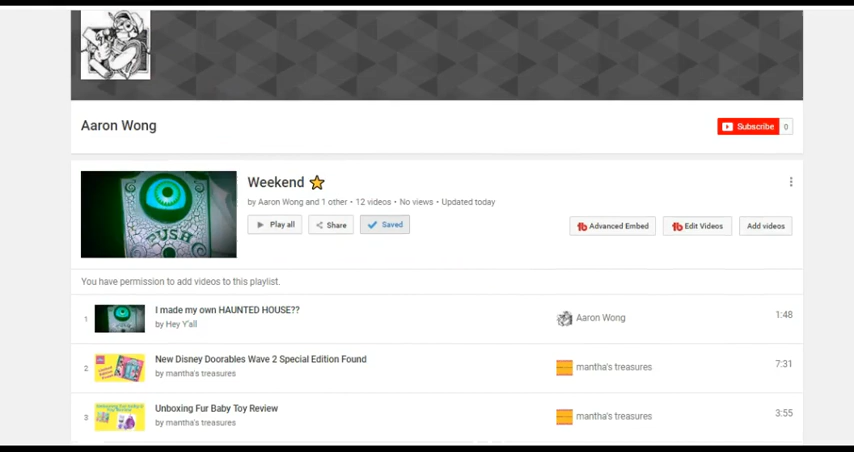 Aaron Wong
Subscribe 0
Weekend
by Aaron Wong and 1 other • 12 videos • No views • Updated today
Play all
Share
Saved
Advanced Embed
Edit Videos
Add videos
PUSH
You have permission to add videos to this playlist.
1
I made my own HAUNTED HOUSE??
by Hey Y'all
Aaron Wong
1:48
2
New Disney Doorables Wave 2 Special Edition Found
by mantha's treasures
mantha's treasures
7:31
3
Unboxing Fur Baby Toy Review
by mantha's treasures
mantha's treasures
3:55